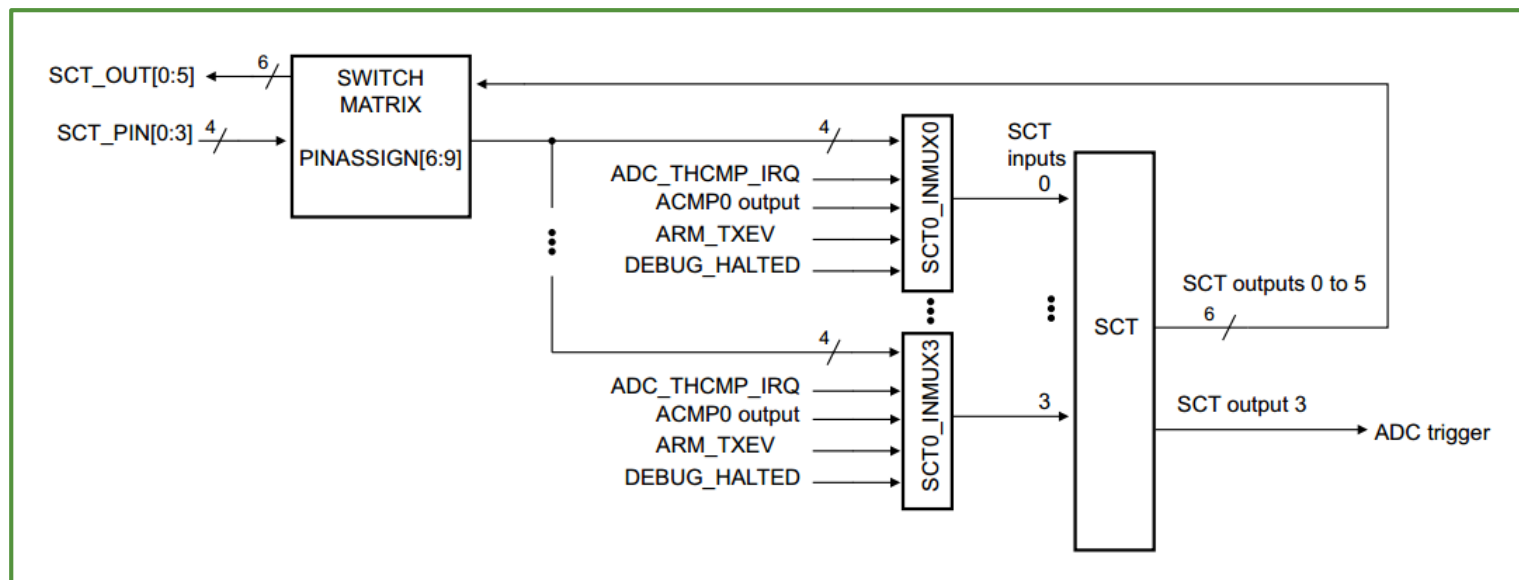 SCT_OUT[0:5]
6
SWITCH
MATRIX
PINASSIGN[6:9]
SCT_PIN[0:3]
4
4
ADC_THCMP_IRQ
ACMP0 output
ARM_TXEV
DEBUG_HALTED
SCT0_INMUX0
SCT
inputs
0
4
ADC_THCMP_IRQ
ACMP0 output
ARM_TXEV
DEBUG_HALTED
SCT0_INMUX3
3
SCT
SCT outputs 0 to 5
6
SCT output 3
ADC trigger